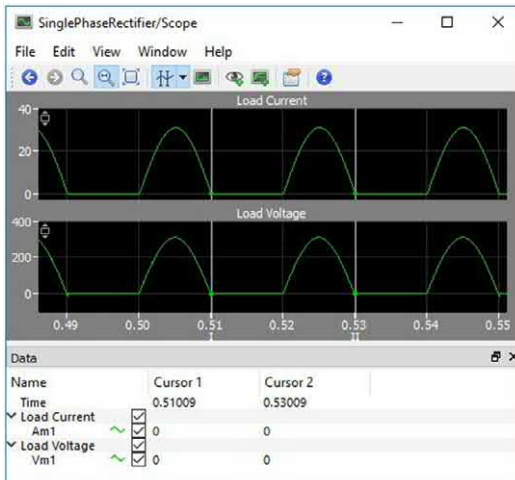 SinglePhaseRectifier/Scope
File Edit View Window Help
Load Current
40
20
0
Load Voltage
400
200
0
0.49 0.50 0.51 0.52 0.53 0.54 0.55
I II
Data
Name Cursor 1 Cursor 2
Time 0.51009 0.53009
Load Current
Am1 0 0
Load Voltage
Vm1 0 0